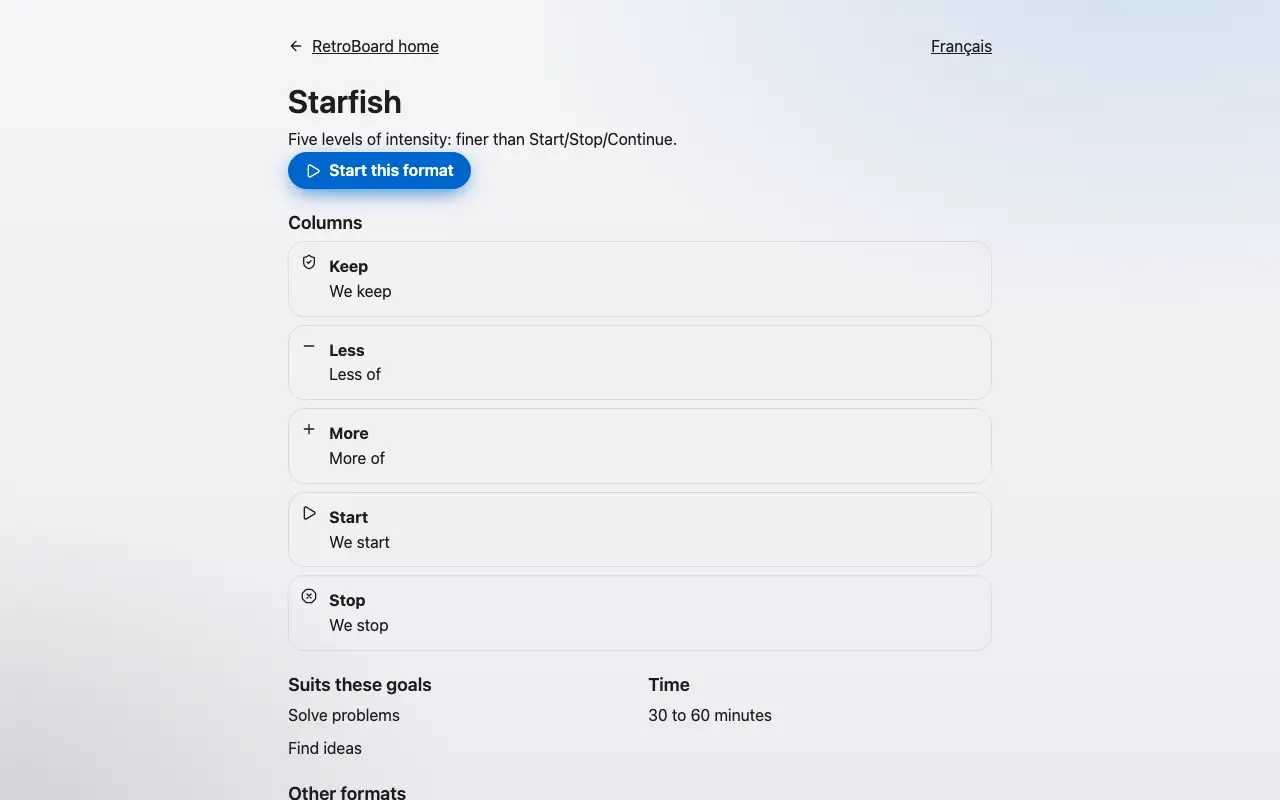 RetroBoard home
Français
Starfish
Five levels of intensity: finer than Start/Stop/Continue.
Start this format
Columns
Keep
We keep
Less
Less of
More
More of
Start
We start
Stop
We stop
Suits these goals
Solve problems
Find ideas
Time
30 to 60 minutes
Other formats